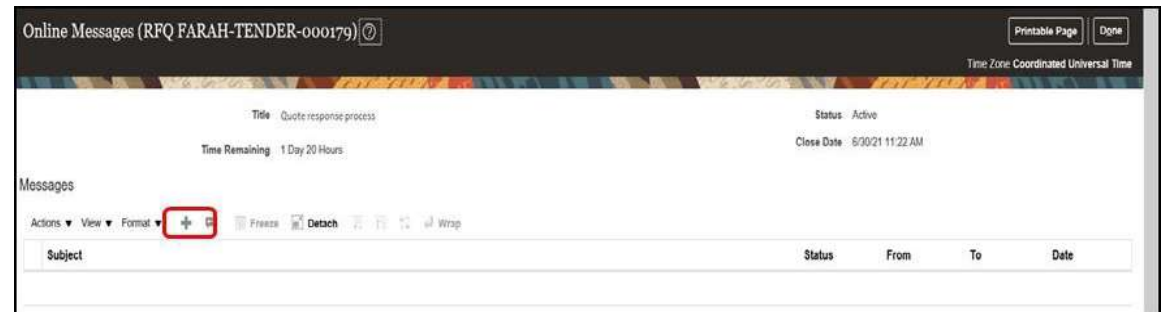 Online Messages (RFQ FARAH-TENDER-000179) ?
Printable Page Done
Time Zone Coordinated Universal Time
Title Quote response process
Status Active
Time Remaining 1 Day 20 Hours
Close Date 6/30/21 11:22 AM
Messages
Actions View Format Freeze Detach Wrap
Subject Status From To Date